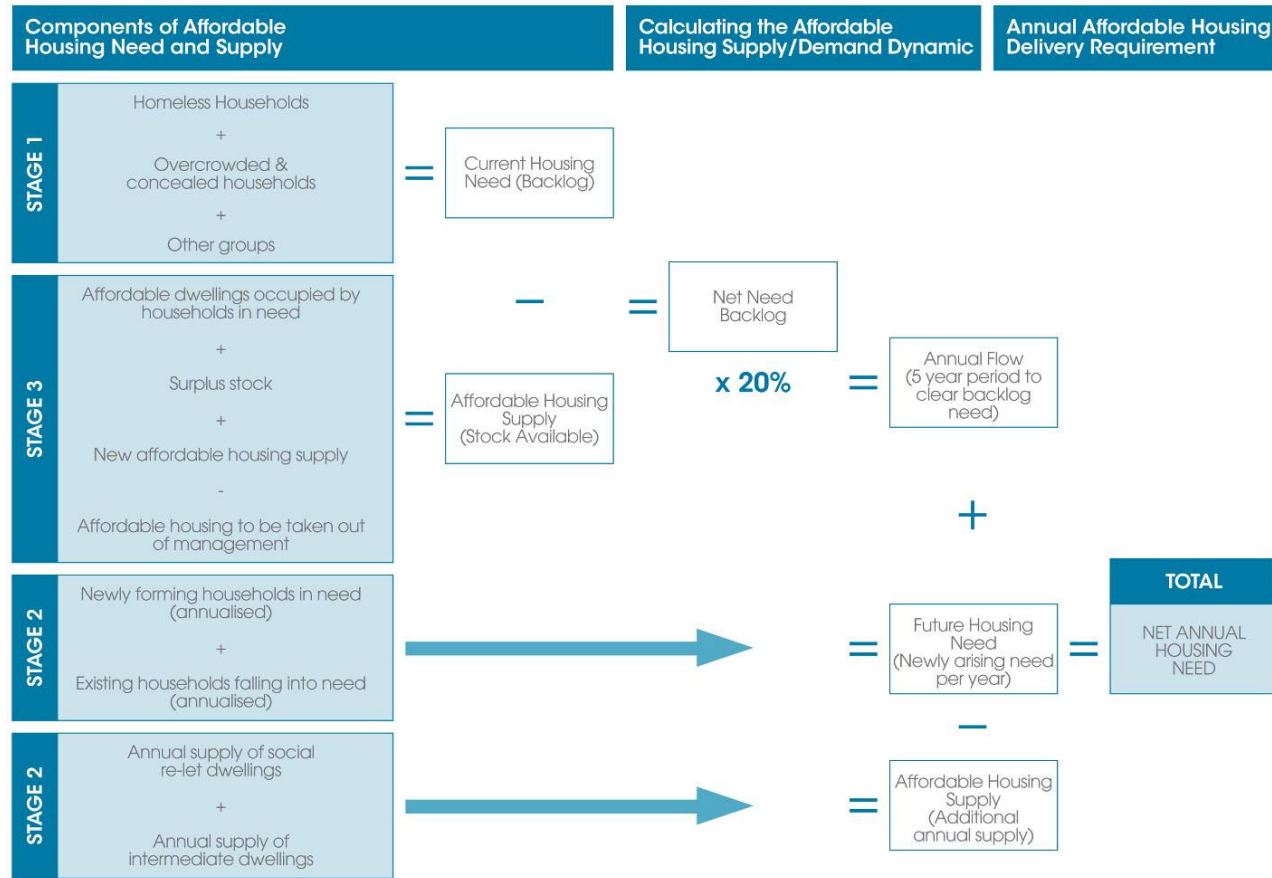 Components of Affordable
Housing Need and Supply
Calculating the Affordable
Housing Supply/Demand Dynamic
Annual Affordable Housing
Delivery Requirement
STAGE 1
Homeless Households
+
Overcrowded &
concealed households
+
Other groups
=
Current Housing
Need (Backlog)
STAGE 3
Affordable dwellings occupied by
households in need
+
Surplus stock
+
New affordable housing supply
-
Affordable housing to be taken out
of management
=
Affordable Housing
Supply
(Stock Available)
–
=
Net Need
Backlog
x 20%
=
Annual Flow
(5 year period to
clear backlog
need)
+
STAGE 2
Newly forming households in need
(annualised)
+
Existing households falling into need
(annualised)
=
Future Housing
Need
(Newly arising need
per year)
=
TOTAL
NET ANNUAL
HOUSING
NEED
–
STAGE 2
Annual supply of social
re-let dwellings
+
Annual supply of
intermediate dwellings
=
Affordable Housing
Supply
(Additional
annual supply)